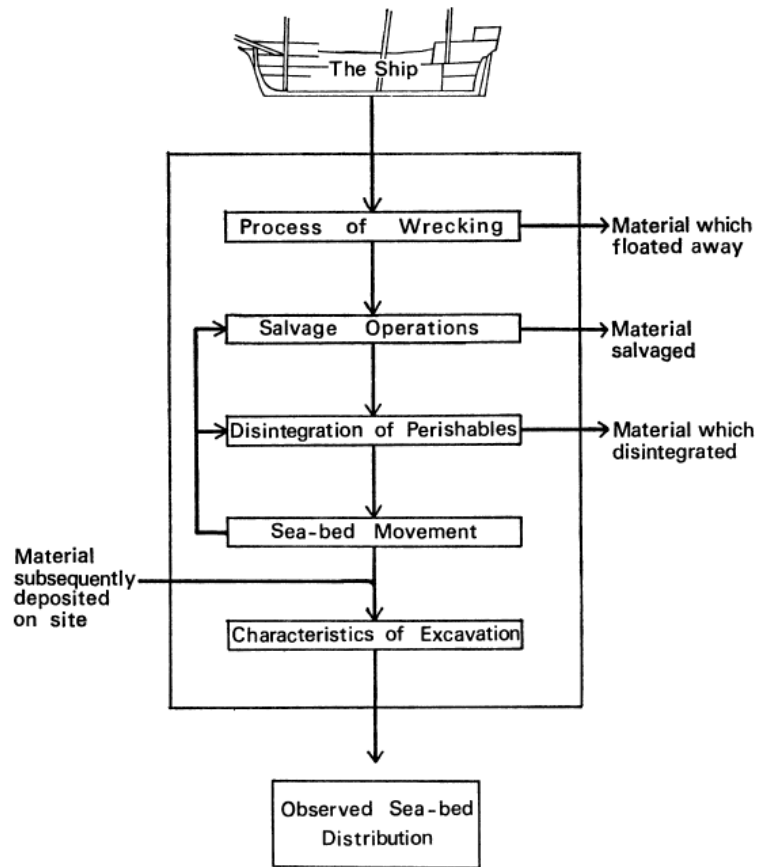 The Ship
Process of Wrecking
Material which
floated away
Salvage Operations
Material
salvaged
Disintegration of Perishables
Material which
disintegrated
Sea-bed Movement
Material
subsequently
deposited
on site
Characteristics of Excavation
Observed Sea-bed
Distribution